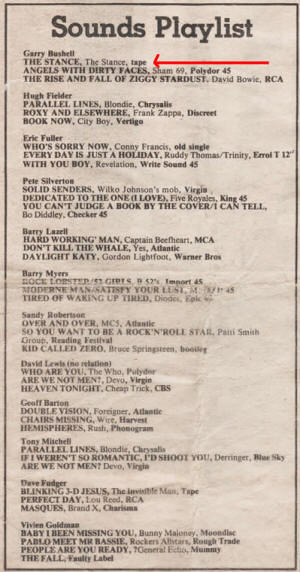 Sounds Playlist
Garry Bushell
THE STANCE, The Stance, tape
ANGELS WITH DIRTY FACES, Sham 69, Polydor 45
THE RISE AND FALL OF ZIGGY STARDUST. David Bowie, RCA
Hugh Fielder
PARALLEL LINES, Blondie, Chrysalis
ROXY AND ELSEWHERE, Frank Zappa, Discreet
BOOK NOW, City Boy, Vertigo
Eric Fuller
WHO'S SORRY NOW, Conny Francis, old single
EVERY DAY IS JUST A HOLIDAY, Ruddy Thomas/Trinity, Errol T 12"
WITH YOU BOY, Revelation, Write Sound 45
Pete Silverton
SOLID SENDERS, Wilko Johnson's mob, Virgin
DEDICATED TO THE ONE (I LOVE), Five Royales, King 45
YOU CAN'T JUDGE A BOOK BY THE COVER/I CAN TELL,
Bo Diddley, Checker 45
Barry Lazell
HARD WORKING' MAN, Captain Beefheart, MCA
DON'T KILL THE WHALE, Yes, Atlantic
DAYLIGHT KATY, Gordon Lightfoot, Warner Bros
Barry Myers
ROCK LOBSTER/52 GIRLS, B 52's, Import 45
MODERNE MAN/SATISFY YOUR LUST, 45
TIRED OF WAKING UP TIRED, Diodes, Epic
Sandy Robertson
OVER AND OVER, MC5, Atlantic
SO YOU WANT TO BE A ROCK'N'ROLL STAR, Patti Smith
Group, Reading Festival
KID CALLED ZERO, Bruce Springsteen, bootleg
David Lewis (no relation)
WHO ARE YOU, The Who, Polydor
ARE WE NOT MEN?, Devo, Virgin
HEAVEN TONIGHT, Cheap Trick, CBS
Geoff Barton
DOUBLE VISION, Foreigner, Atlantic
CHAIRS MISSING, Wire, Harvest
HEMISPHERES, Rush, Phonogram
Tony Mitchell
PARALLEL LINES, Blondie, Chrysalis
IF I WEREN'T SO ROMANTIC, I'D SHOOT YOU, Derringer, Blue Sky
ARE WE NOT MEN? Devo, Virgin
Dave Fudger
BLINKING 3-D JESUS, The invisible Man, Tape
PERFECT DAY, Lou Reed, RCA
MASQUES, Brand X, Charisma
Vivien Goldman
BABY I BEEN MISSING YOU, Bunny Maloney, Moondisc
PABLO MEET MR BASSIE, Rockers Allstars, Rough Trade
PEOPLE ARE YOU READY, ?General Echo, Mummy
THE FALL, Faulty Label